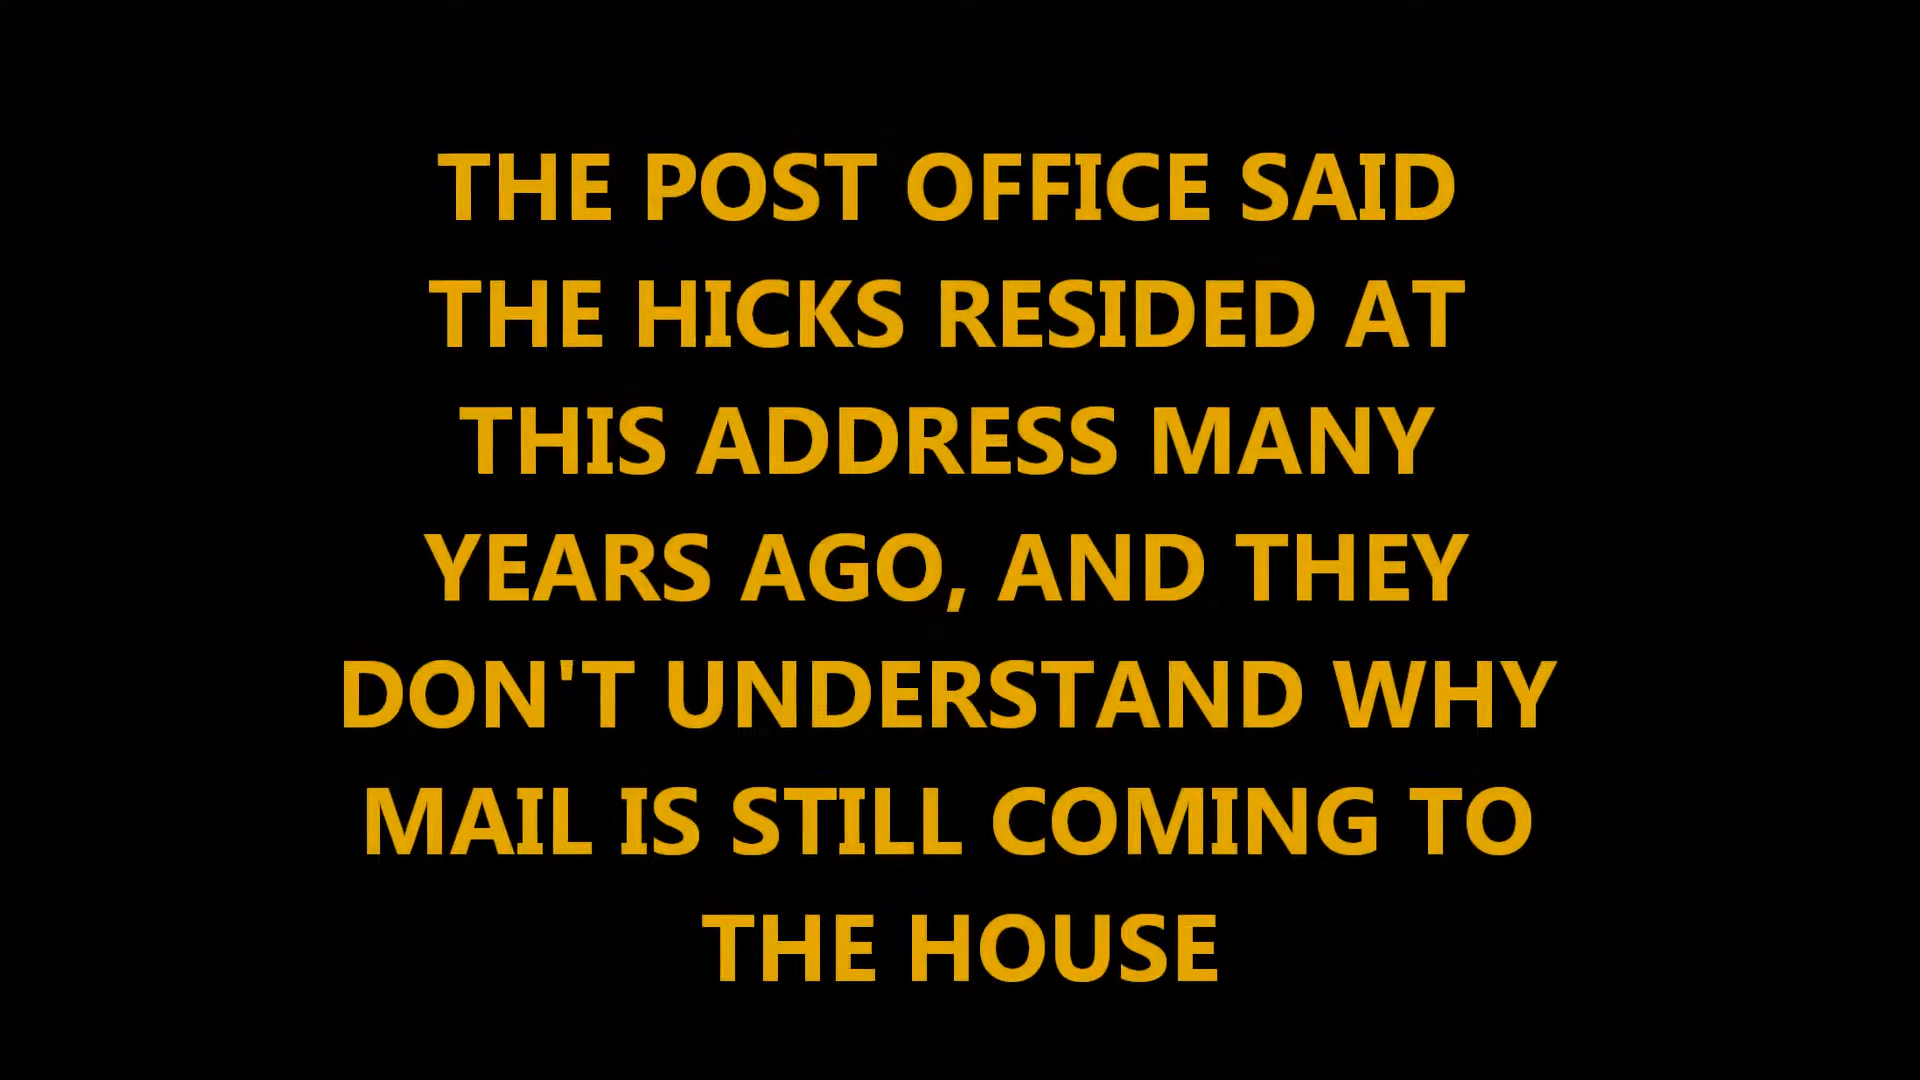 THE POST OFFICE SAID
THE HICKS RESIDED AT
THIS ADDRESS MANY
YEARS AGO, AND THEY
DON'T UNDERSTAND WHY
MAIL IS STILL COMING TO
THE HOUSE